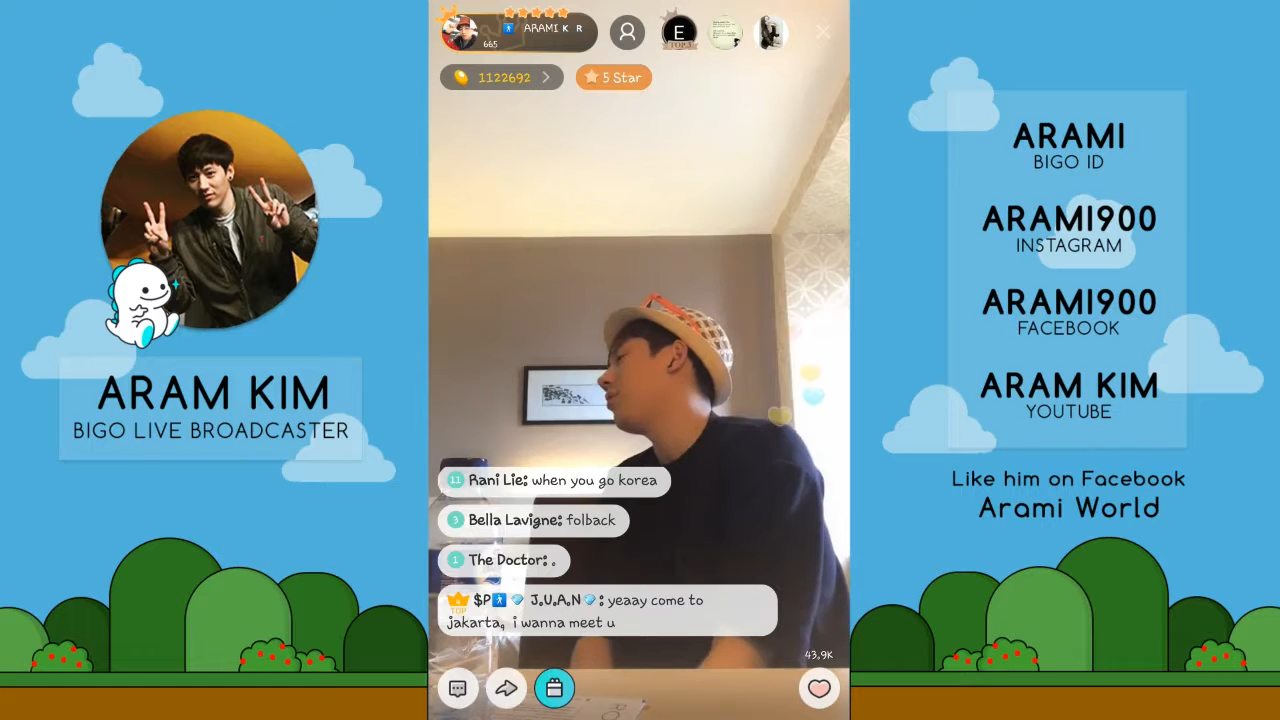 ARAM KIM
BIGO LIVE BROADCASTER
ARAMI K R
665
E
TOP.3
1122692
5 Star
11 Rani Lie: when you go korea
3 Bella Lavigne: folback
1 The Doctor: .
TOP $P J.U.A.N : yeaay come to
jakarta, i wanna meet u
43,9K
ARAMI
BIGO ID
ARAMI900
INSTAGRAM
ARAMI900
FACEBOOK
ARAM KIM
YOUTUBE
Like him on Facebook
Arami World